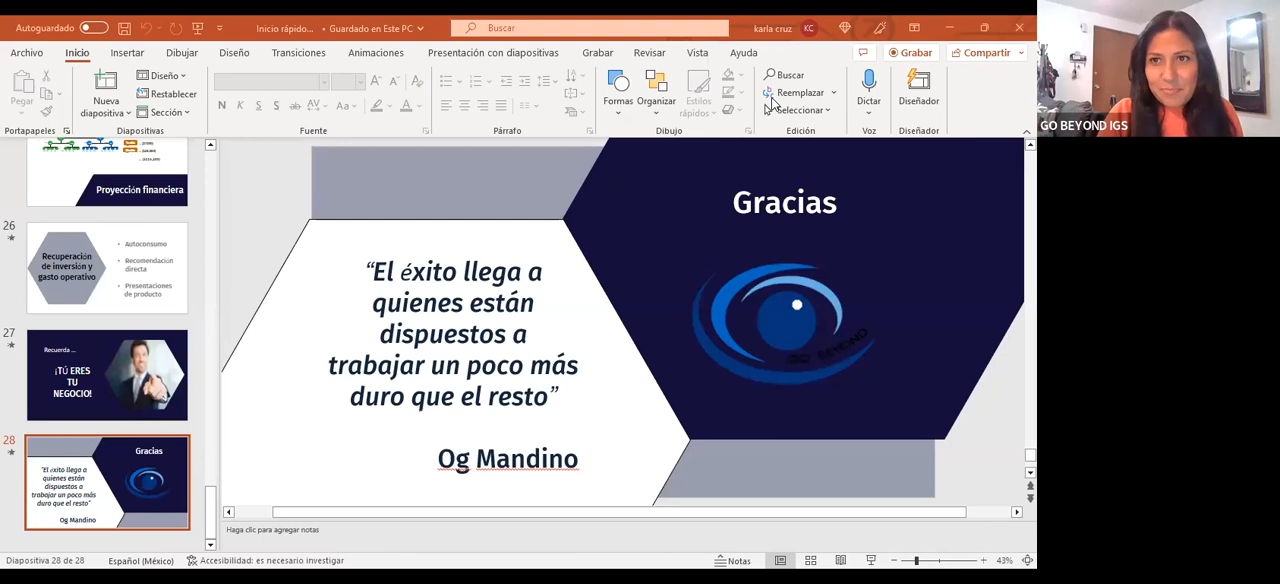 Autoguardado
Inicio rápido... • Guardado en Este PC
Buscar
karla cruz KC
Archivo Inicio Insertar Dibujar Diseño Transiciones Animaciones Presentación con diapositivas Grabar Revisar Vista Ayuda
Grabar
Compartir
Pegar
Nueva
diapositiva
Diseño
Restablecer
Sección
N K S S ab AV Aa A
Formas
Organizar
Estilos
rápidos
Buscar
Reemplazar
Seleccionar
Dictar
Diseñador
Portapapeles
Diapositivas
Fuente
Párrafo
Dibujo
Edición
Voz
Diseñador
GO BEYOND IGS
Proyección financiera
26
Recuperación
de inversión y
gasto operativo
• Autoconsumo
• Recomendación
directa
• Presentaciones
de producto
27
Recuerda ...
¡TÚ ERES
TU
NEGOCIO!
28
Gracias
“El éxito llega a
quienes están
dispuestos a
trabajar un poco más
duro que el resto”
Og Mandino
Gracias
“El éxito llega a
quienes están
dispuestos a
trabajar un poco más
duro que el resto”
Og Mandino
GO BEYOND
Haga clic para agregar notas
Diapositiva 28 de 28
Español (México)
Accesibilidad: es necesario investigar
Notas
43%